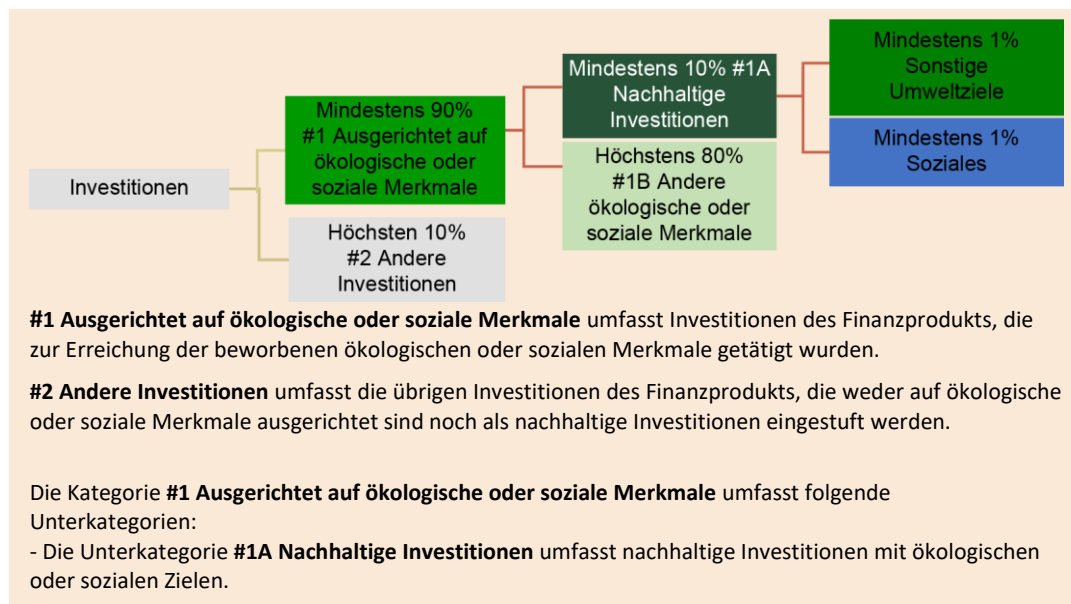 Investitionen
Mindestens 90%
#1 Ausgerichtet auf
ökologische oder
soziale Merkmale
Höchsten 10%
#2 Andere
Investitionen
Mindestens 10% #1A
Nachhaltige
Investitionen
Höchstens 80%
#1B Andere
ökologische oder
soziale Merkmale
Mindestens 1%
Sonstige
Umweltziele
Mindestens 1%
Soziales
#1 Ausgerichtet auf ökologische oder soziale Merkmale umfasst Investitionen des Finanzprodukts, die
zur Erreichung der beworbenen ökologischen oder sozialen Merkmale getätigt wurden.
#2 Andere Investitionen umfasst die übrigen Investitionen des Finanzprodukts, die weder auf ökologische
oder soziale Merkmale ausgerichtet sind noch als nachhaltige Investitionen eingestuft werden.
Die Kategorie #1 Ausgerichtet auf ökologische oder soziale Merkmale umfasst folgende
Unterkategorien:
- Die Unterkategorie #1A Nachhaltige Investitionen umfasst nachhaltige Investitionen mit ökologischen
oder sozialen Zielen.